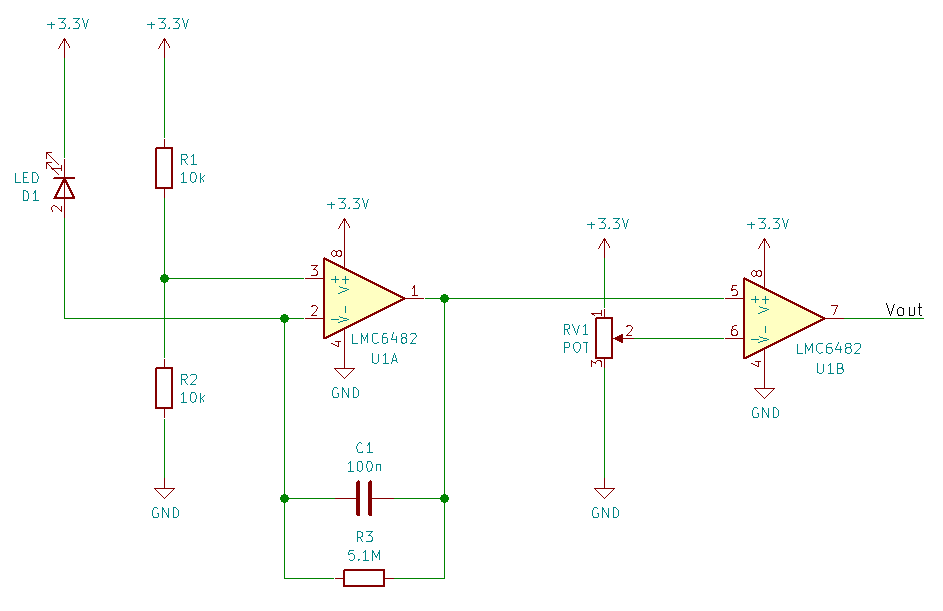 +3.3V
+3.3V
LED
D1
1
2
R1
10k
+3.3V
8
3
2
1
4
+
V+
-
V-
LMC6482
U1A
GND
R2
10k
GND
C1
100n
R3
5.1M
+3.3V
RV1
POT
1
2
3
GND
+3.3V
8
5
6
7
4
+
V+
-
V-
LMC6482
U1B
GND
Vout